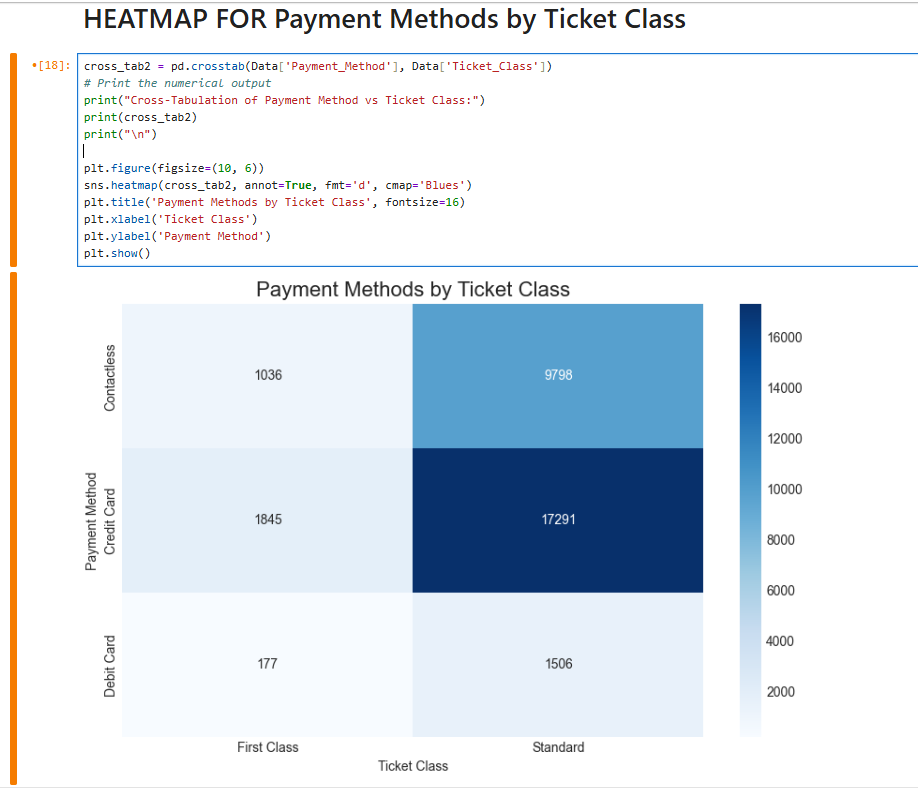 HEATMAP FOR Payment Methods by Ticket Class
•[18]:
cross_tab2 = pd.crosstab(Data['Payment_Method'], Data['Ticket_Class'])
# Print the numerical output
print("Cross-Tabulation of Payment Method vs Ticket Class:")
print(cross_tab2)
print("\n")
plt.figure(figsize=(10, 6))
sns.heatmap(cross_tab2, annot=True, fmt='d', cmap='Blues')
plt.title('Payment Methods by Ticket Class', fontsize=16)
plt.xlabel('Ticket Class')
plt.ylabel('Payment Method')
plt.show()
Payment Methods by Ticket Class
Payment Method
Contactless
1036
9798
Credit Card
1845
17291
Debit Card
177
1506
First Class
Standard
Ticket Class
16000
14000
12000
10000
8000
6000
4000
2000